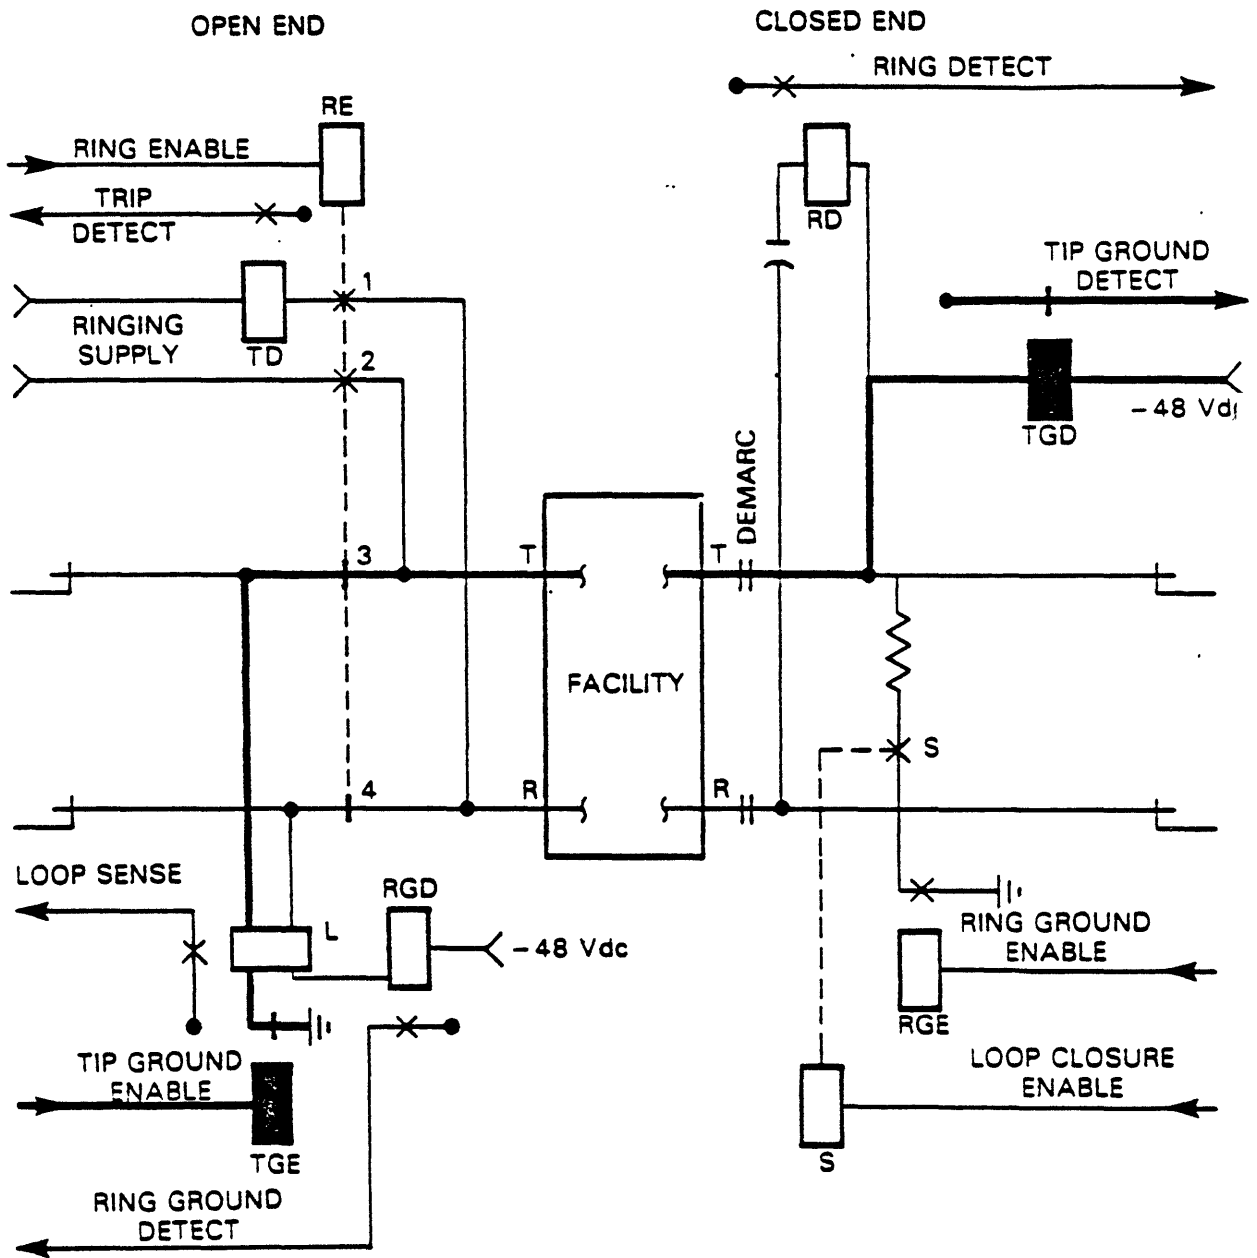 OPEN END
CLOSED END
RING DETECT
RE
RING ENABLE
TRIP
DETECT
RD
TIP GROUND
DETECT
1
RINGING
SUPPLY
TD
2
-48 Vd
TGD
DEMARC
3
T
T
FACILITY
S
4
R
R
LOOP SENSE
RGD
L
-48 Vdc
RING GROUND
ENABLE
RGE
TIP GROUND
ENABLE
LOOP CLOSURE
ENABLE
TGE
S
RING GROUND
DETECT